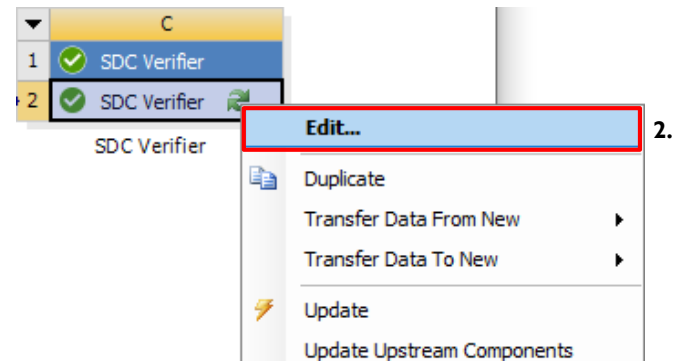 C
1 SDC Verifier
2 SDC Verifier
SDC Verifier
Edit... 2.
Duplicate
Transfer Data From New
Transfer Data To New
Update
Update Upstream Components